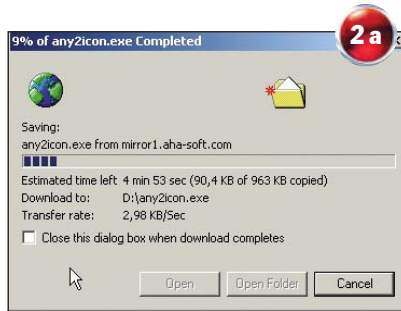 9% of any2icon.exe Completed
2a
Saving:
any2icon.exe from mirror1.aha-soft.com
Estimated time left 4 min 53 sec (90,4 KB of 963 KB copied)
Download to: D:\any2icon.exe
Transfer rate: 2,98 KB/Sec
Close this dialog box when download completes
Open Open Folder Cancel